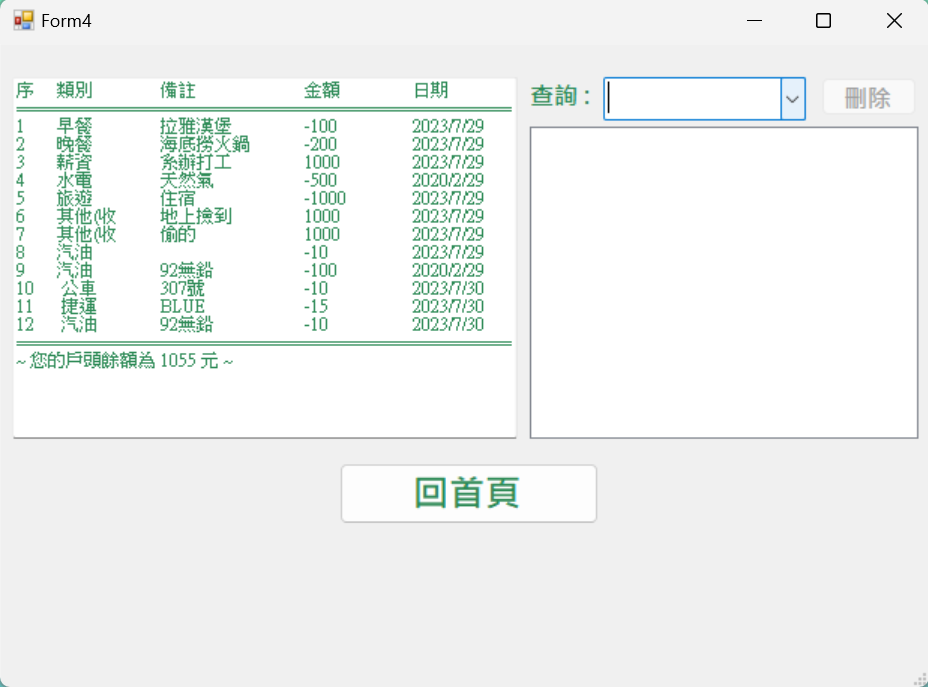 Form4
序 類別 備註 金額 日期
1 早餐 拉雅漢堡 -100 2023/7/29
2 晚餐 海底撈火鍋 -200 2023/7/29
3 薪資 系辦打工 1000 2023/7/29
4 水電 天然氣 -500 2020/2/29
5 旅遊 住宿 -1000 2023/7/29
6 其他(收 地上撿到 1000 2023/7/29
7 其他(收 偷的 1000 2023/7/29
8 汽油 -10 2023/7/29
9 汽油 92無鉛 -100 2020/2/29
10 公車 307號 -10 2023/7/30
11 捷運 BLUE -15 2023/7/30
12 汽油 92無鉛 -10 2023/7/30
~ 您的戶頭餘額為 1055 元 ~
查詢： 刪除
回首頁